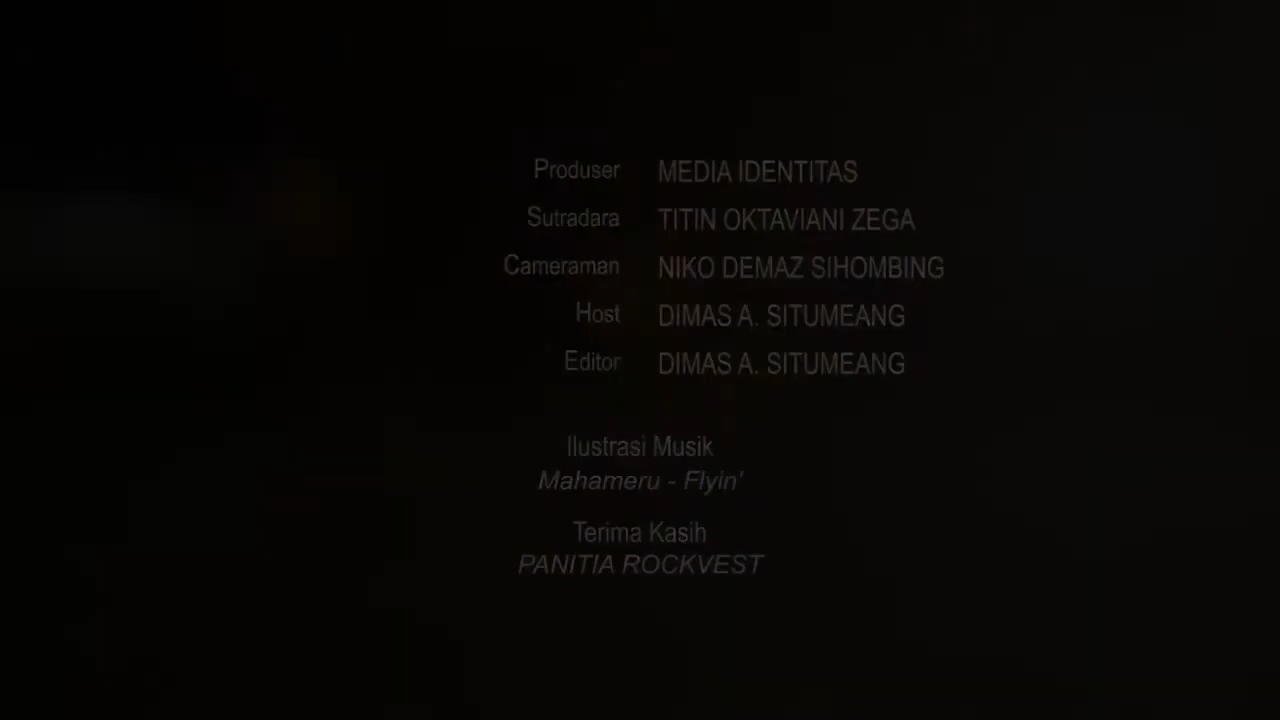 Produser MEDIA IDENTITAS
Sutradara TITIN OKTAVIANI ZEGA
Cameraman NIKO DEMAZ SIHOMBING
Host DIMAS A. SITUMEANG
Editor DIMAS A. SITUMEANG
Ilustrasi Musik
Mahameru - Flyin'
Terima Kasih
PANITIA ROCKVEST